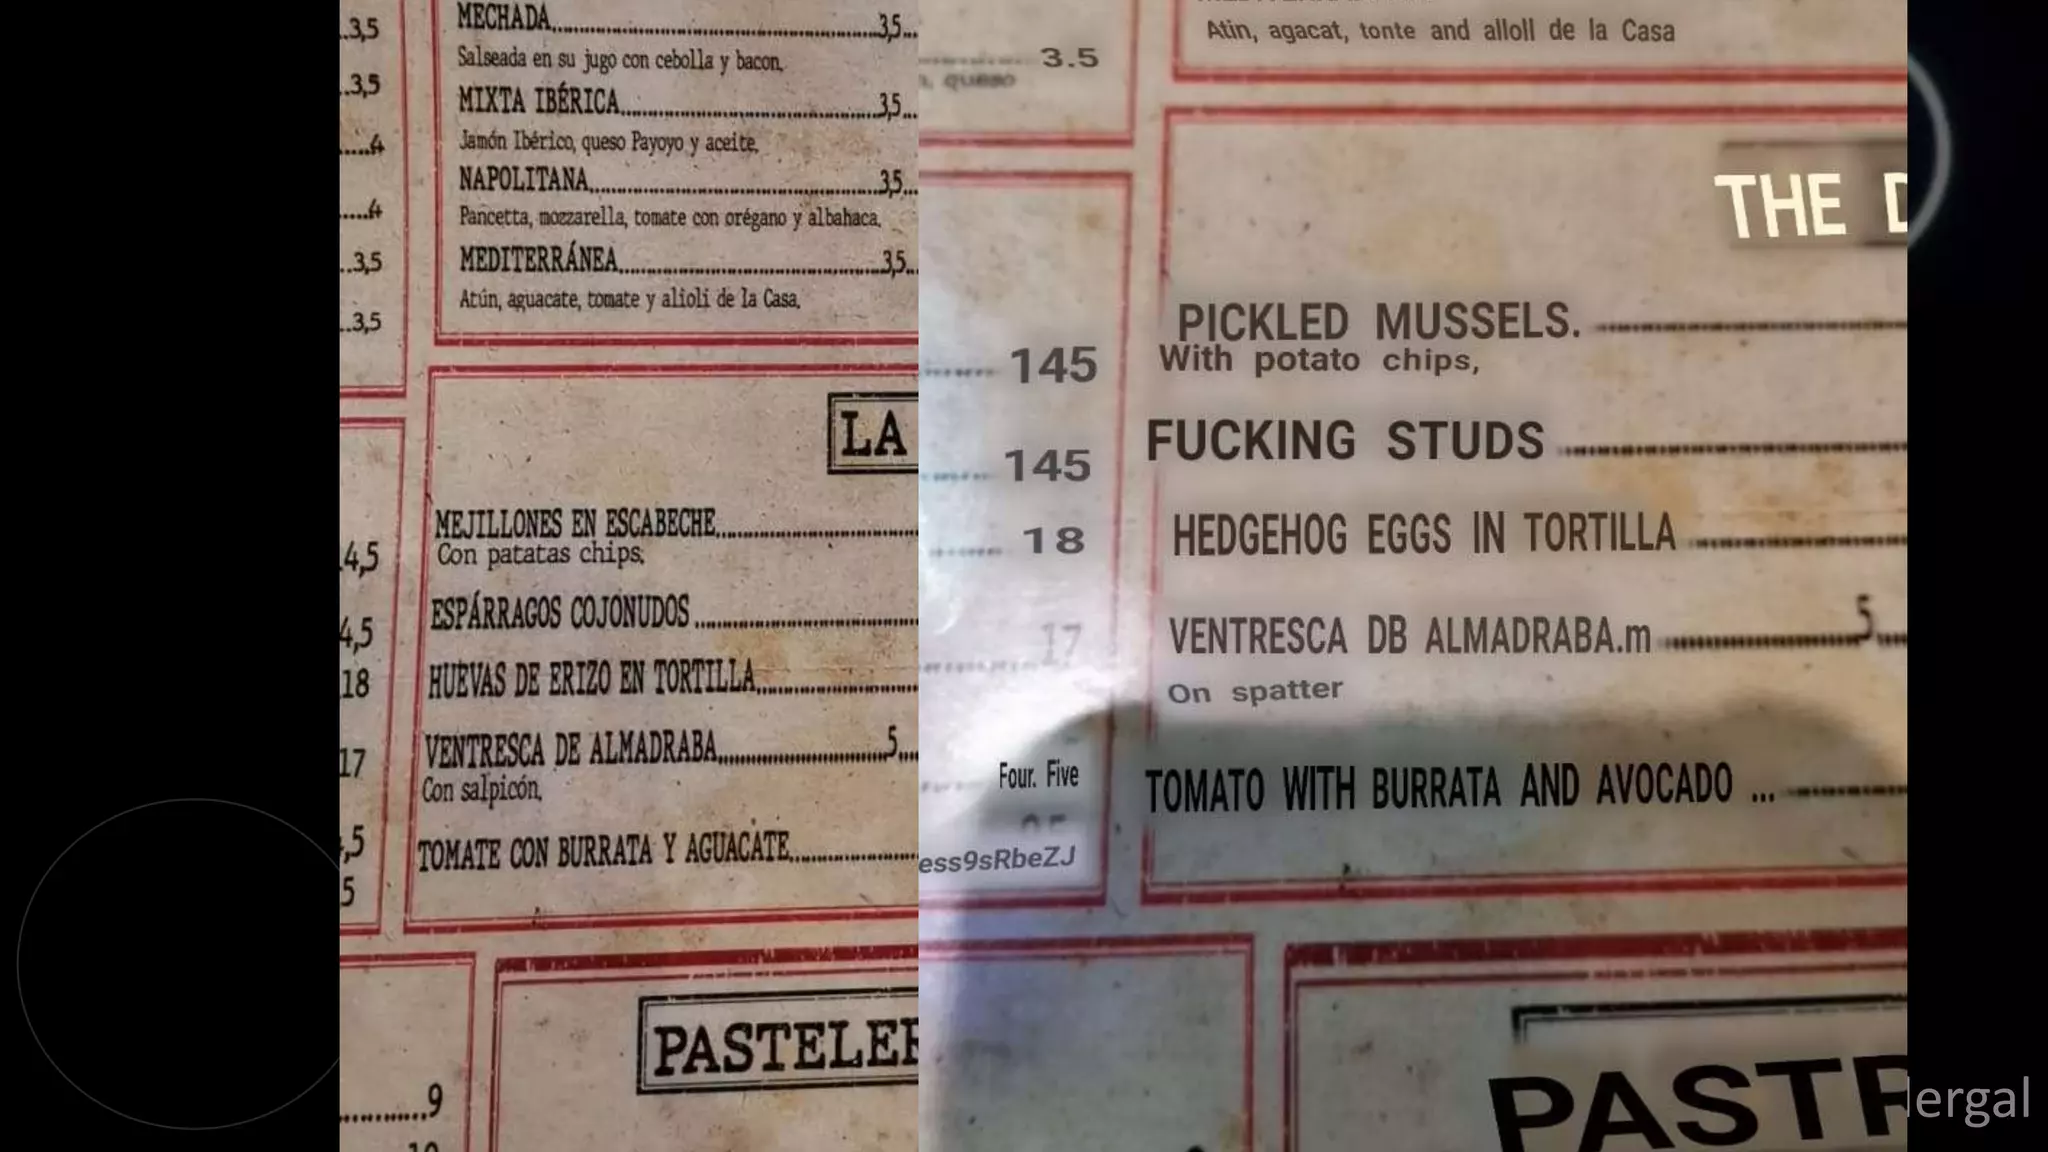 ..3,5
..3,5
.....4
.....4
..3,5
..3,5
MECHADA..............3,5...
Salseada en su jugo con cebolla y bacon.
MIXTA IBÉRICA..............3,5...
Jamón Ibérico, queso Payoyo y aceite.
NAPOLITANA..............3,5...
Pancetta, mozzarella, tomate con orégano y albahaca.
MEDITERRÁNEA..............3,5...
Atún, aguacate, tomate y alioli de la Casa.
4,5
4,5
18
17
,5
5
LA
MEJILLONES EN ESCABECHE..............
Con patatas chips.
ESPÁRRAGOS COJONUDOS..............
HUEVAS DE ERIZO EN TORTILLA..............
VENTRESCA DE ALMADRABA..............5...
Con salpicón.
TOMATE CON BURRATA Y AGUACATE..............
..............9
PASTELER
3.5
queso
Atin, agacat, tonte and alloll de la Casa
145
145
18
17
Four. Five
ess9sRbeZJ
THE D
PICKLED MUSSELS.
With potato chips,
FUCKING STUDS
HEDGEHOG EGGS IN TORTILLA
VENTRESCA DB ALMADRABA.m 5
On spatter
TOMATO WITH BURRATA AND AVOCADO ...
PASTR
lergal